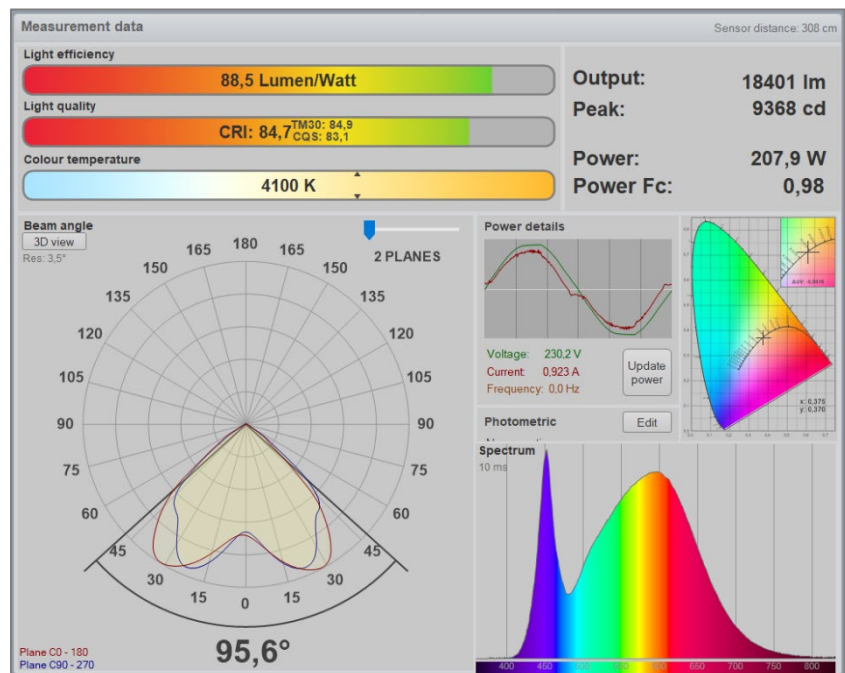 Measurement data
Sensor distance: 308 cm
Light efficiency
88,5 Lumen/Watt
Light quality
CRI: 84,7 TM30: 84,9
CQS: 83,1
Colour temperature
4100 K
Output: 18401 lm
Peak: 9368 cd
Power: 207,9 W
Power Fc: 0,98
Beam angle
3D view
Res: 3,5°
2 PLANES
165 180 165
150 150
135 135
120 120
105 105
90 90
75 75
60 60
45 45
30 30
15 0 15
95,6°
Plane C0 - 180
Plane C90 - 270
Power details
Voltage: 230,2 V
Current: 0,923 A
Frequency: 0,0 Hz
Update
power
Photometric
Edit
x: 0,375
y: 0,370
Spectrum
10 ms
400 450 500 550 600 650 700 750 800